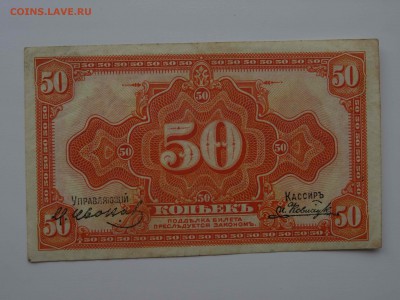 COINS.LAVE.RU
50 50
50
50 50 50
50
УПРАВЛЯЮЩІЙ КАССИРЪ
50 КОПѢЕКЪ 50
ПОДДѢЛКА БИЛЕТА
ПРЕСЛѢДУЕТСЯ ЗАКОНОМЪ.